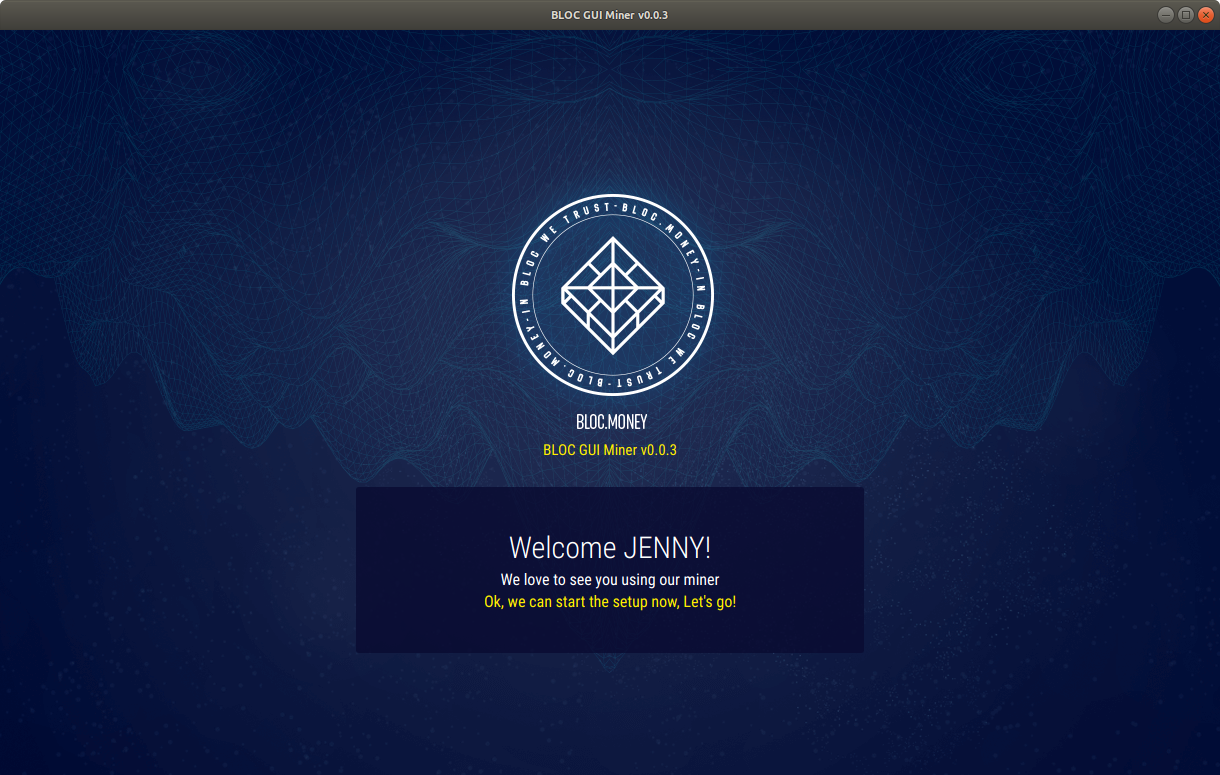 BLOC GUI Miner v0.0.3
BLOC.MONEY-IN BLOC WE TRUST-BLOC.MONEY-IN BLOC WE TRUST-
BLOC.MONEY
BLOC GUI Miner v0.0.3
Welcome JENNY!
We love to see you using our miner
Ok, we can start the setup now, Let's go!